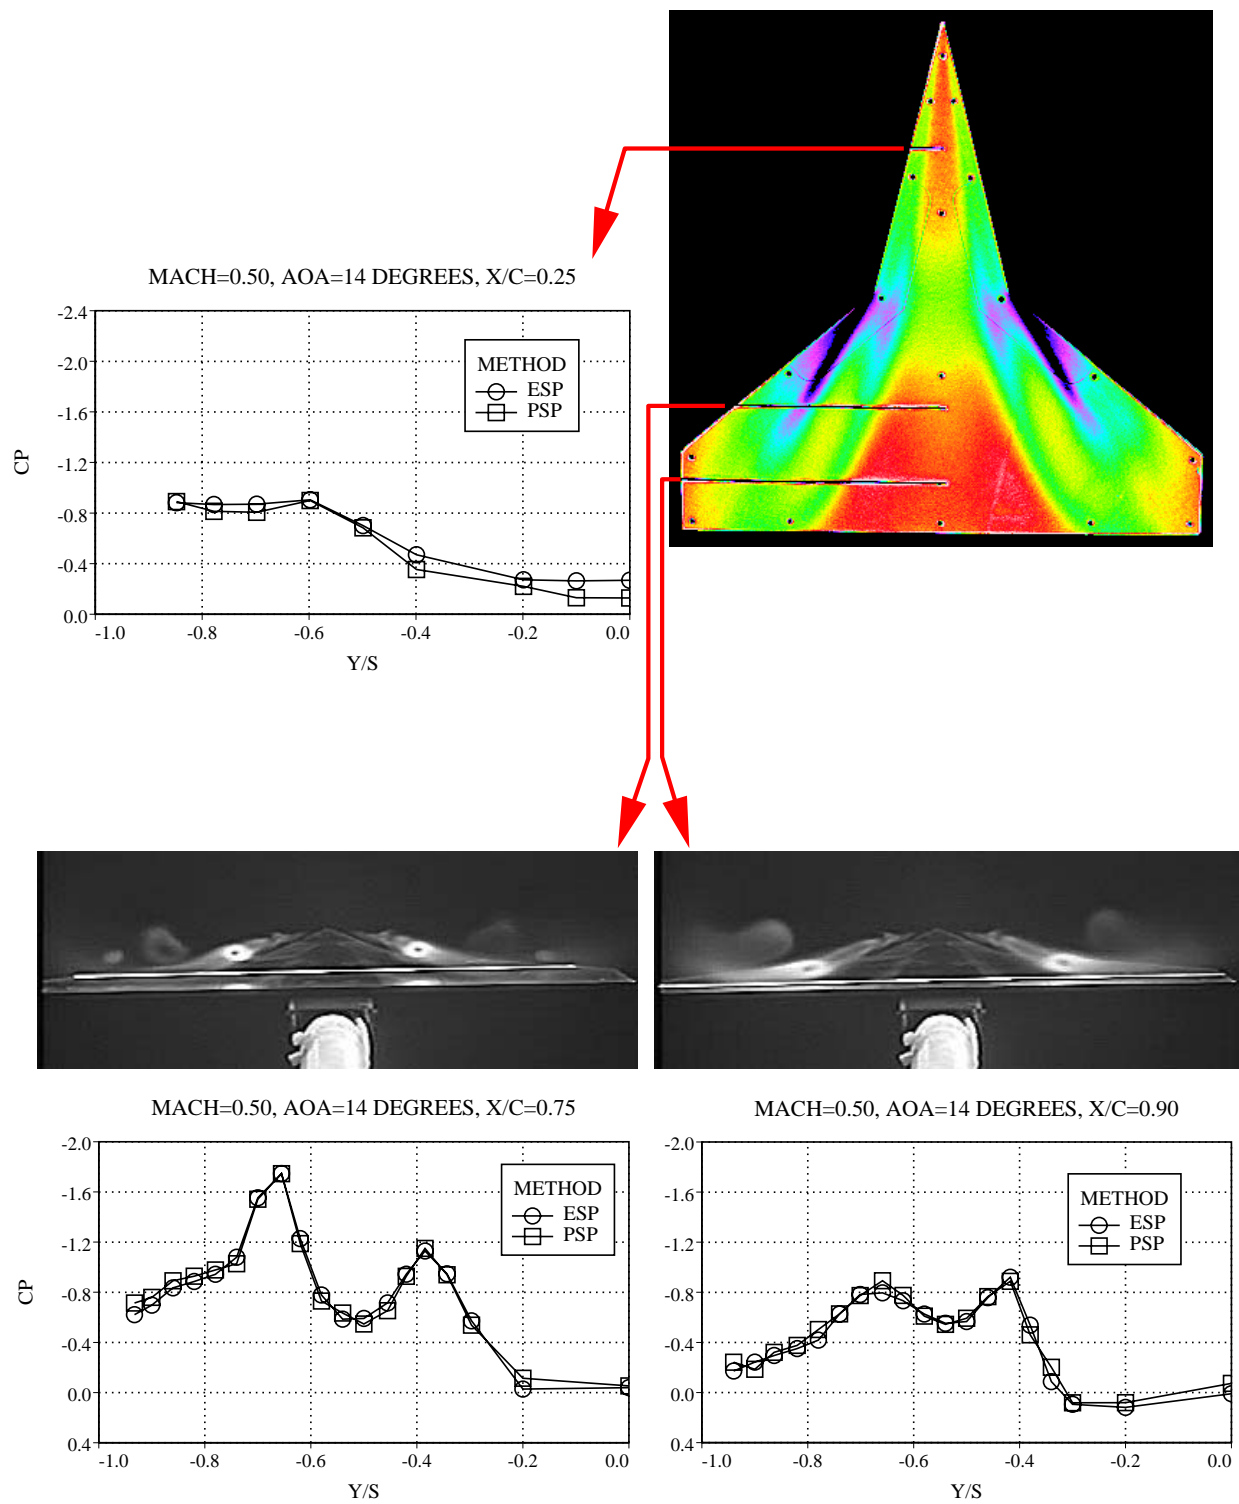 MACH=0.50, AOA=14 DEGREES, X/C=0.25
-2.4
-2.0
-1.6
-1.2
-0.8
-0.4
0.0
CP
METHOD
ESP
PSP
-1.0 -0.8 -0.6 -0.4 -0.2 0.0
Y/S
MACH=0.50, AOA=14 DEGREES, X/C=0.75
-2.0
-1.6
-1.2
-0.8
-0.4
0.0
0.4
CP
METHOD
ESP
PSP
-1.0 -0.8 -0.6 -0.4 -0.2 0.0
Y/S
MACH=0.50, AOA=14 DEGREES, X/C=0.90
-2.0
-1.6
-1.2
-0.8
-0.4
0.0
0.4
METHOD
ESP
PSP
-1.0 -0.8 -0.6 -0.4 -0.2 0.0
Y/S